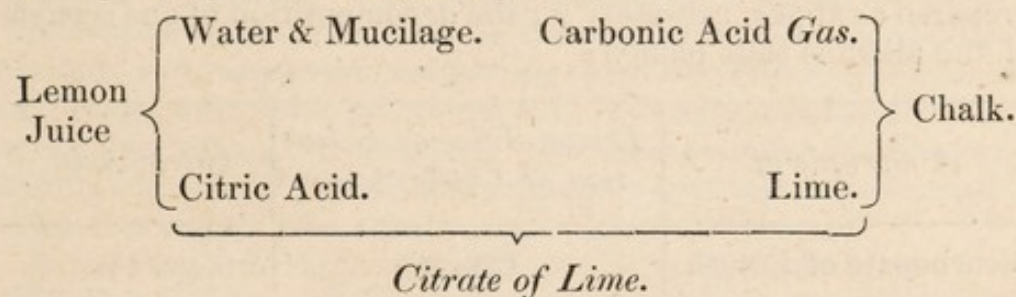 Water & Mucilage. Carbonic Acid Gas.
Lemon
Juice
Chalk.
Citric Acid. Lime.
Citrate of Lime.